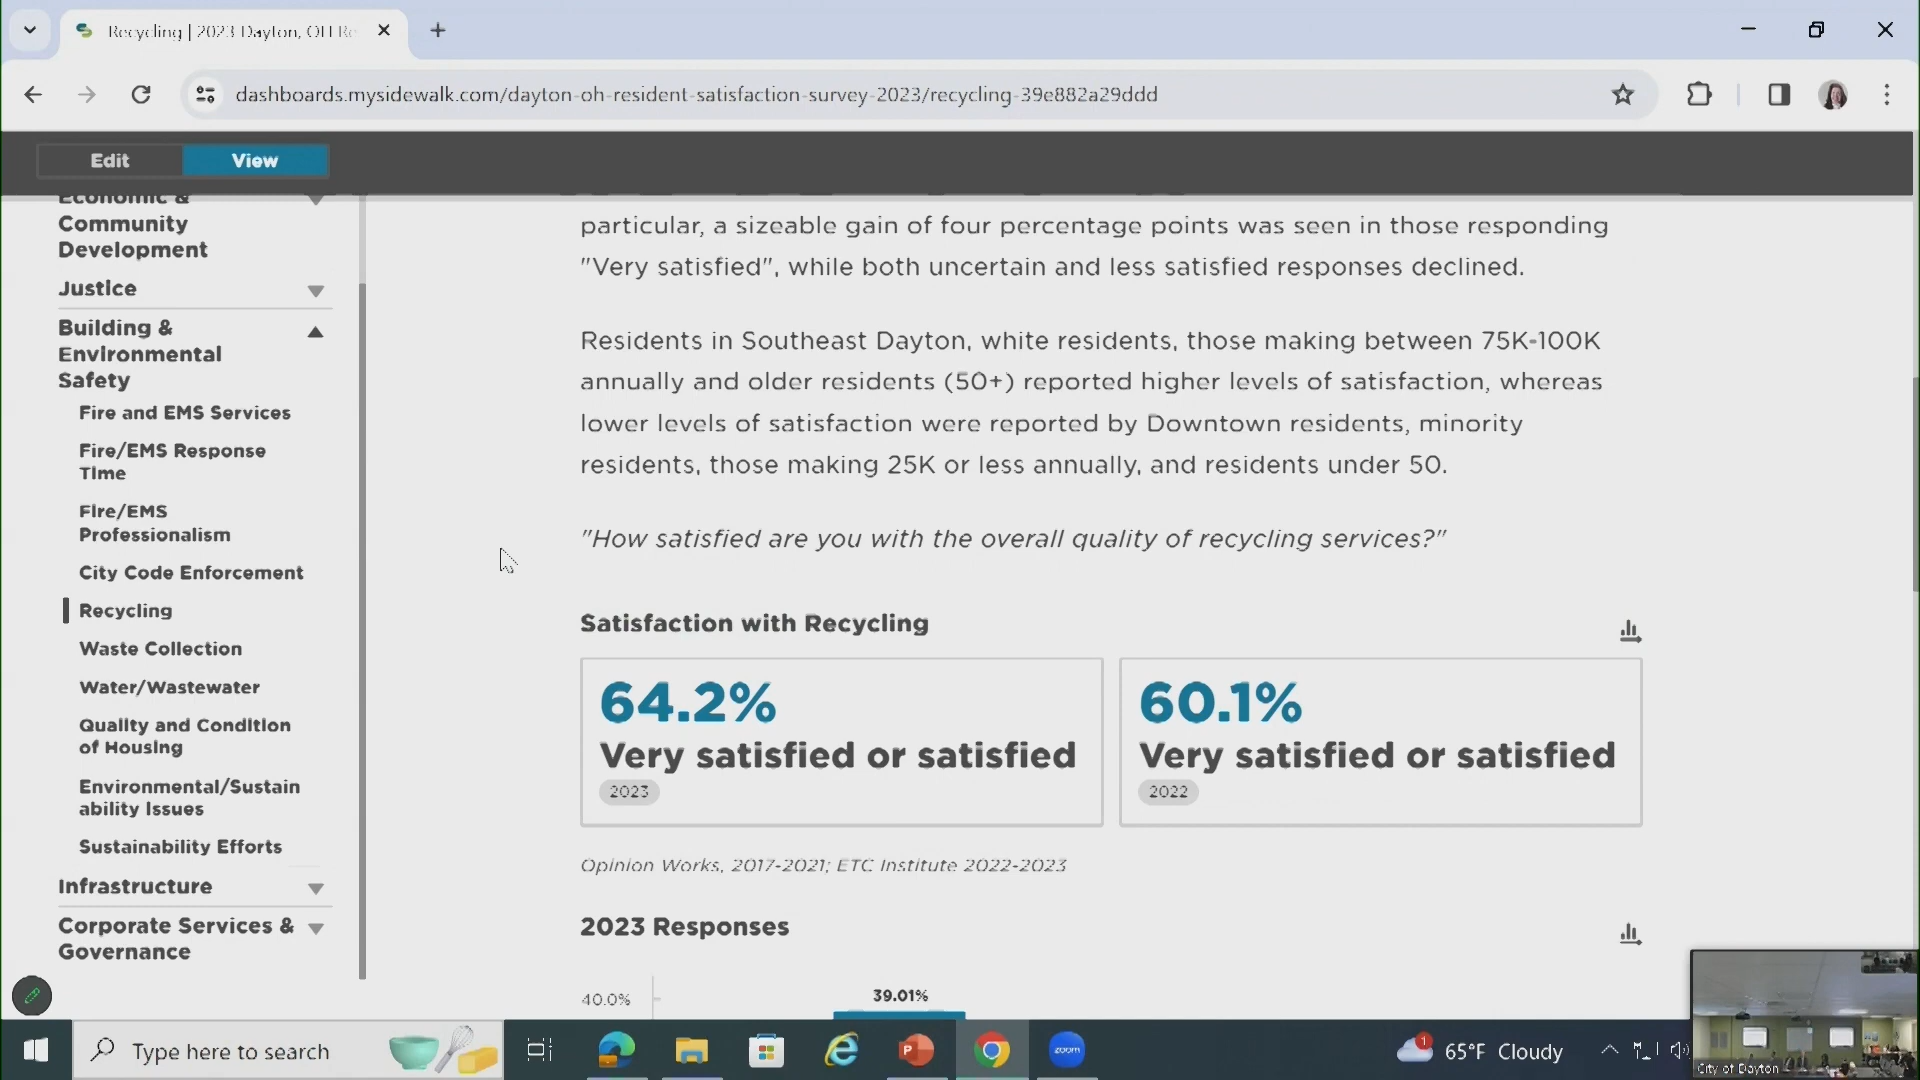 Recycling | 2023 Dayton, OH Re
dashboards.mysidewalk.com/dayton-oh-resident-satisfaction-survey-2023/recycling-39e882a29ddd
Edit
View
Economic &
Community
Development
Justice
Building &
Environmental
Safety
Fire and EMS Services
Fire/EMS Response
Time
Fire/EMS
Professionalism
City Code Enforcement
Recycling
Waste Collection
Water/Wastewater
Quality and Condition
of Housing
Environmental/Sustain
ability Issues
Sustainability Efforts
Infrastructure
Corporate Services &
Governance
particular, a sizeable gain of four percentage points was seen in those responding
"Very satisfied", while both uncertain and less satisfied responses declined.
Residents in Southeast Dayton, white residents, those making between 75K-100K
annually and older residents (50+) reported higher levels of satisfaction, whereas
lower levels of satisfaction were reported by Downtown residents, minority
residents, those making 25K or less annually, and residents under 50.
"How satisfied are you with the overall quality of recycling services?"
Satisfaction with Recycling
64.2%
Very satisfied or satisfied
2023
60.1%
Very satisfied or satisfied
2022
Opinion Works, 2017-2021; ETC Institute 2022-2023
2023 Responses
40.0%
39.01%
Type here to search
zoom
1
65°F Cloudy
City of Dayton